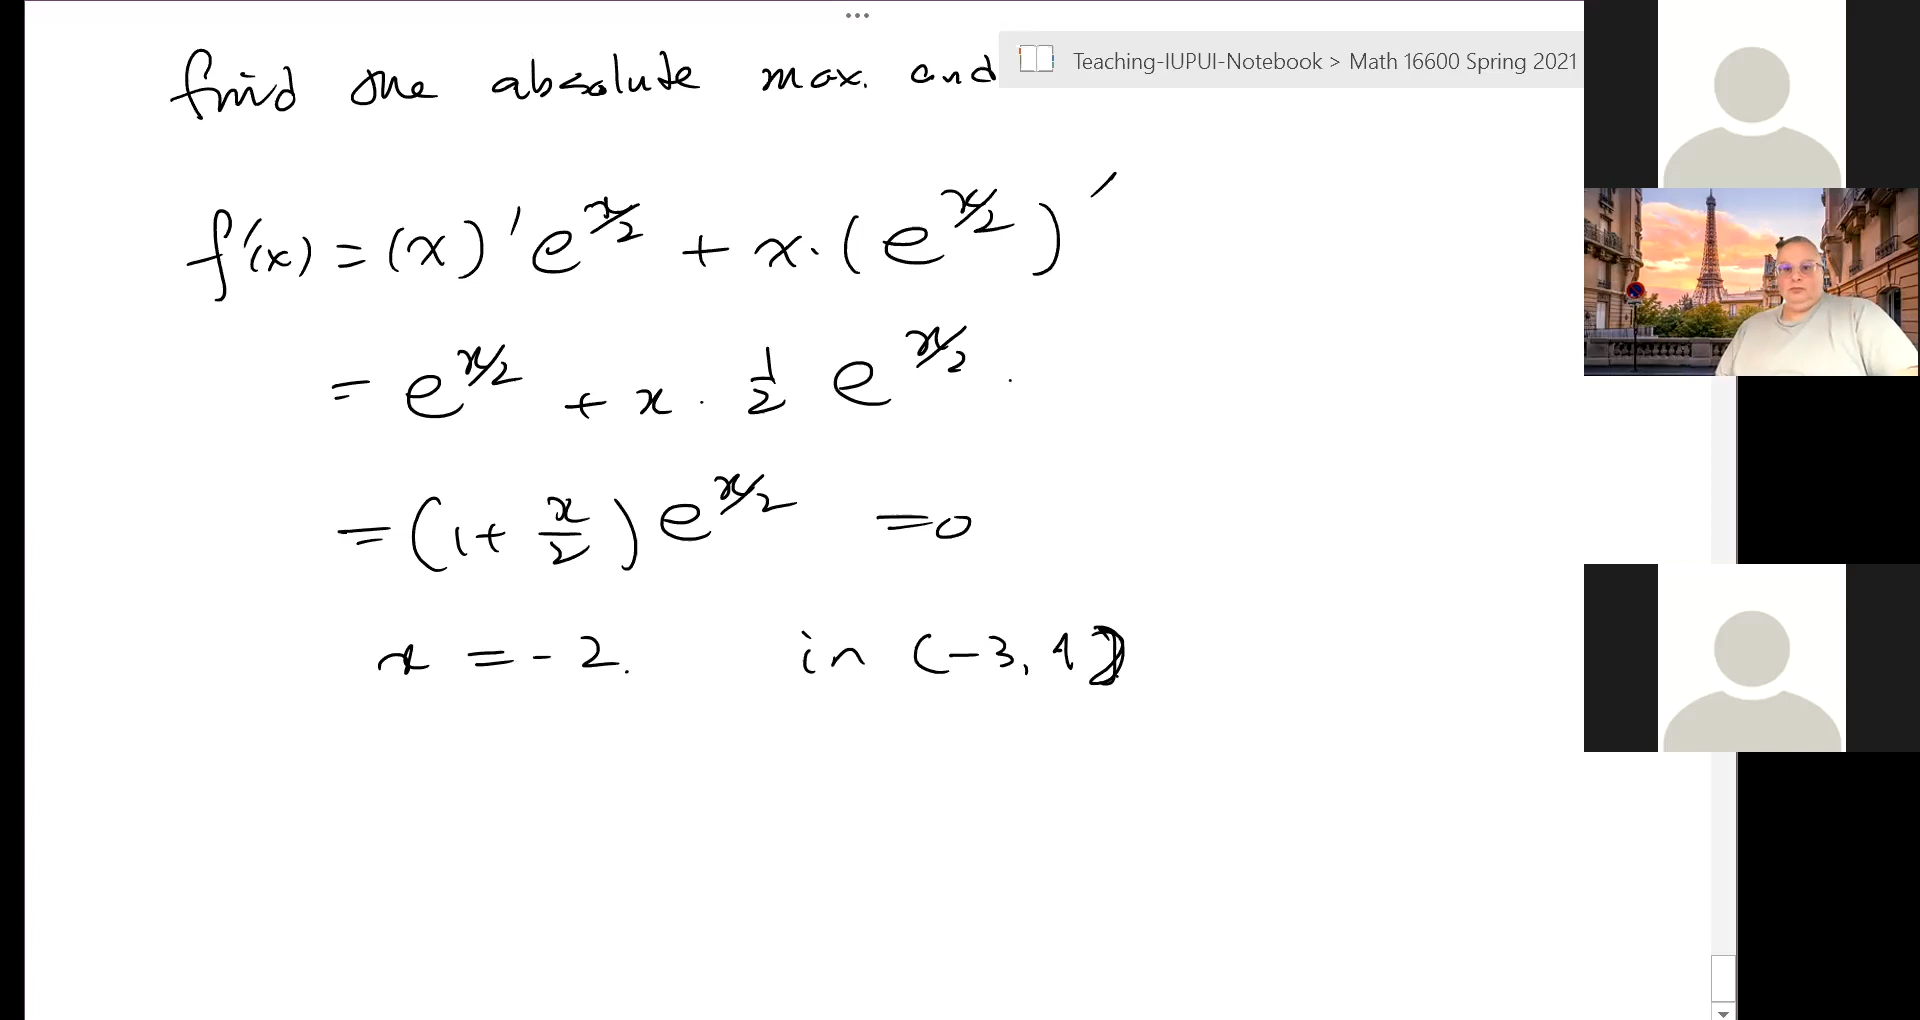 find the absolute max. and
Teaching-IUPUI-Notebook > Math 16600 Spring 2021
f'(x) = (x)' e^{x/2} + x · (e^{x/2})'
= e^{x/2} + x · 1/2 e^{x/2} .
= (1 + x/2) e^{x/2} = 0
x = -2. in (-3, 1)